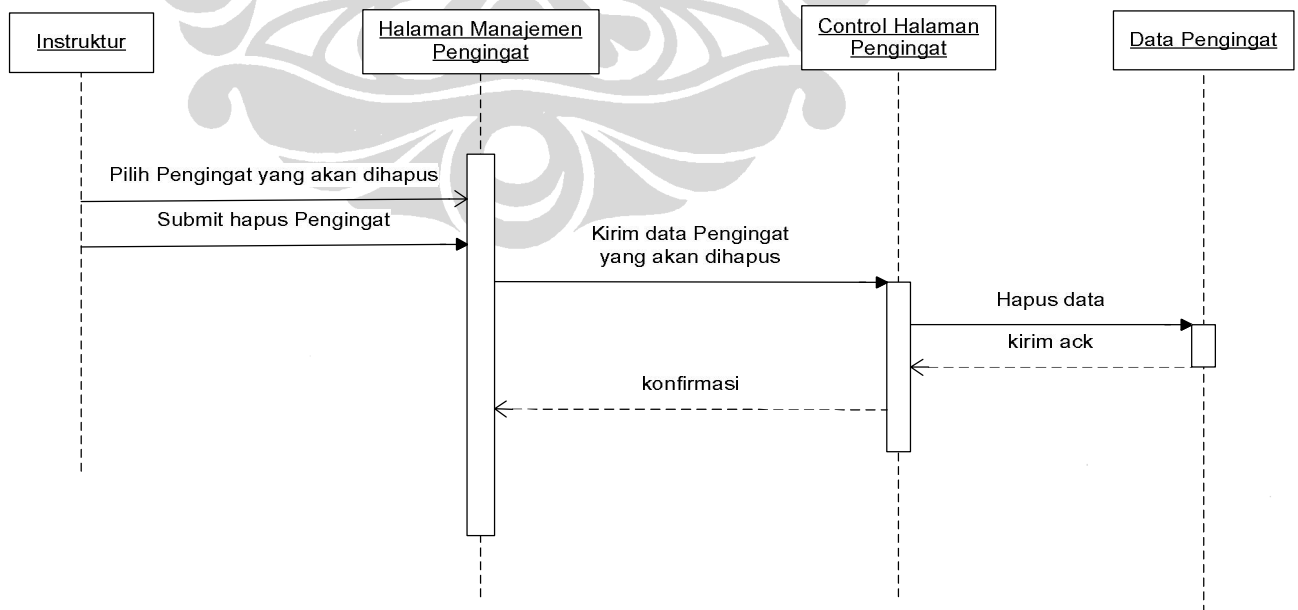 Instruktur
Halaman Manajemen
Pengingat
Control Halaman
Pengingat
Data Pengingat
Pilih Pengingat yang akan dihapus
Submit hapus Pengingat
Kirim data Pengingat
yang akan dihapus
Hapus data
kirim ack
konfirmasi